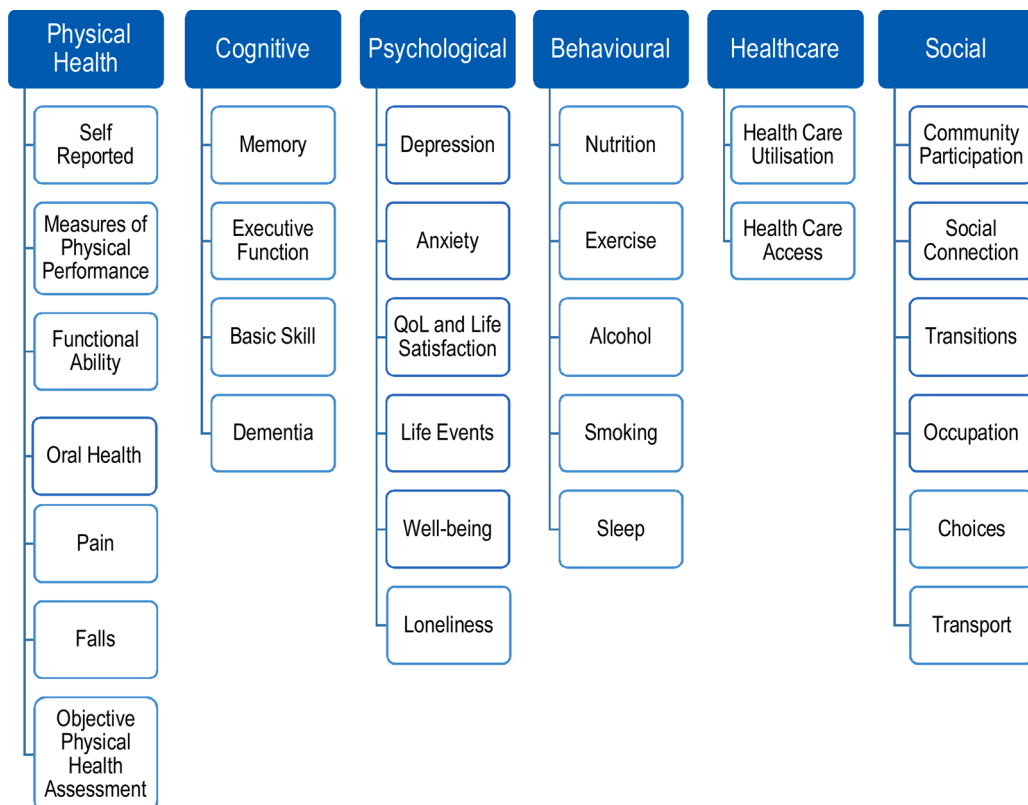 Physical
Health
Self
Reported
Measures of
Physical
Performance
Functional
Ability
Oral Health
Pain
Falls
Objective
Physical
Health
Assessment
Cognitive
Memory
Executive
Function
Basic Skill
Dementia
Psychological
Depression
Anxiety
QoL and Life
Satisfaction
Life Events
Well-being
Loneliness
Behavioural
Nutrition
Exercise
Alcohol
Smoking
Sleep
Healthcare
Health Care
Utilisation
Health Care
Access
Social
Community
Participation
Social
Connection
Transitions
Occupation
Choices
Transport